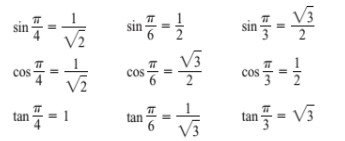 sin π/4 = 1/√2   sin π/6 = 1/2   sin π/3 = √3/2
cos π/4 = 1/√2   cos π/6 = √3/2   cos π/3 = 1/2
tan π/4 = 1   tan π/6 = 1/√3   tan π/3 = √3